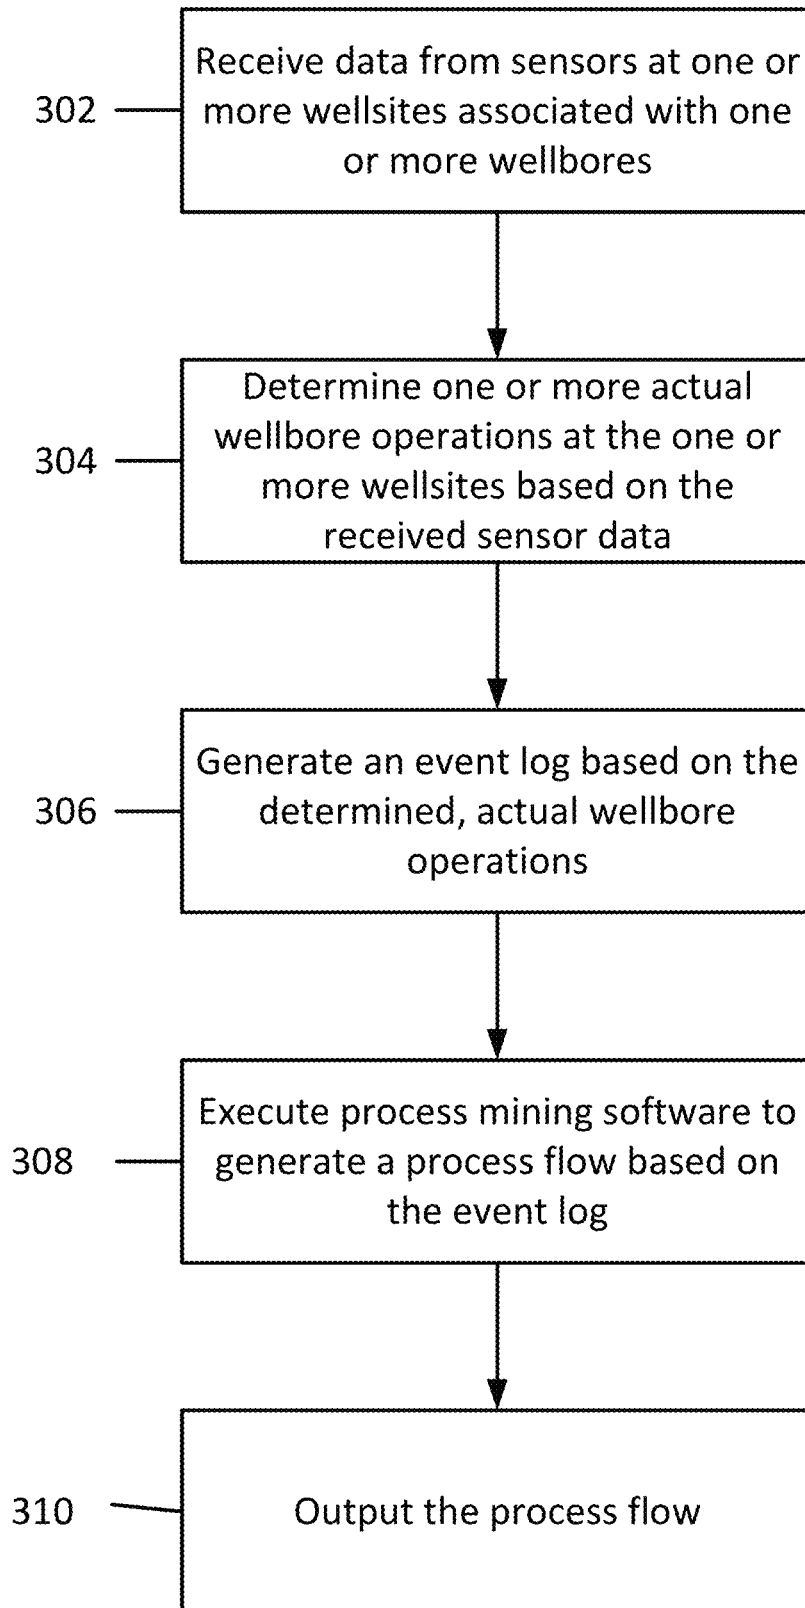 302
Receive data from sensors at one or
more wellsites associated with one
or more wellbores
304
Determine one or more actual
wellbore operations at the one or
more wellsites based on the
received sensor data
306
Generate an event log based on the
determined, actual wellbore
operations
308
Execute process mining software to
generate a process flow based on
the event log
310
Output the process flow